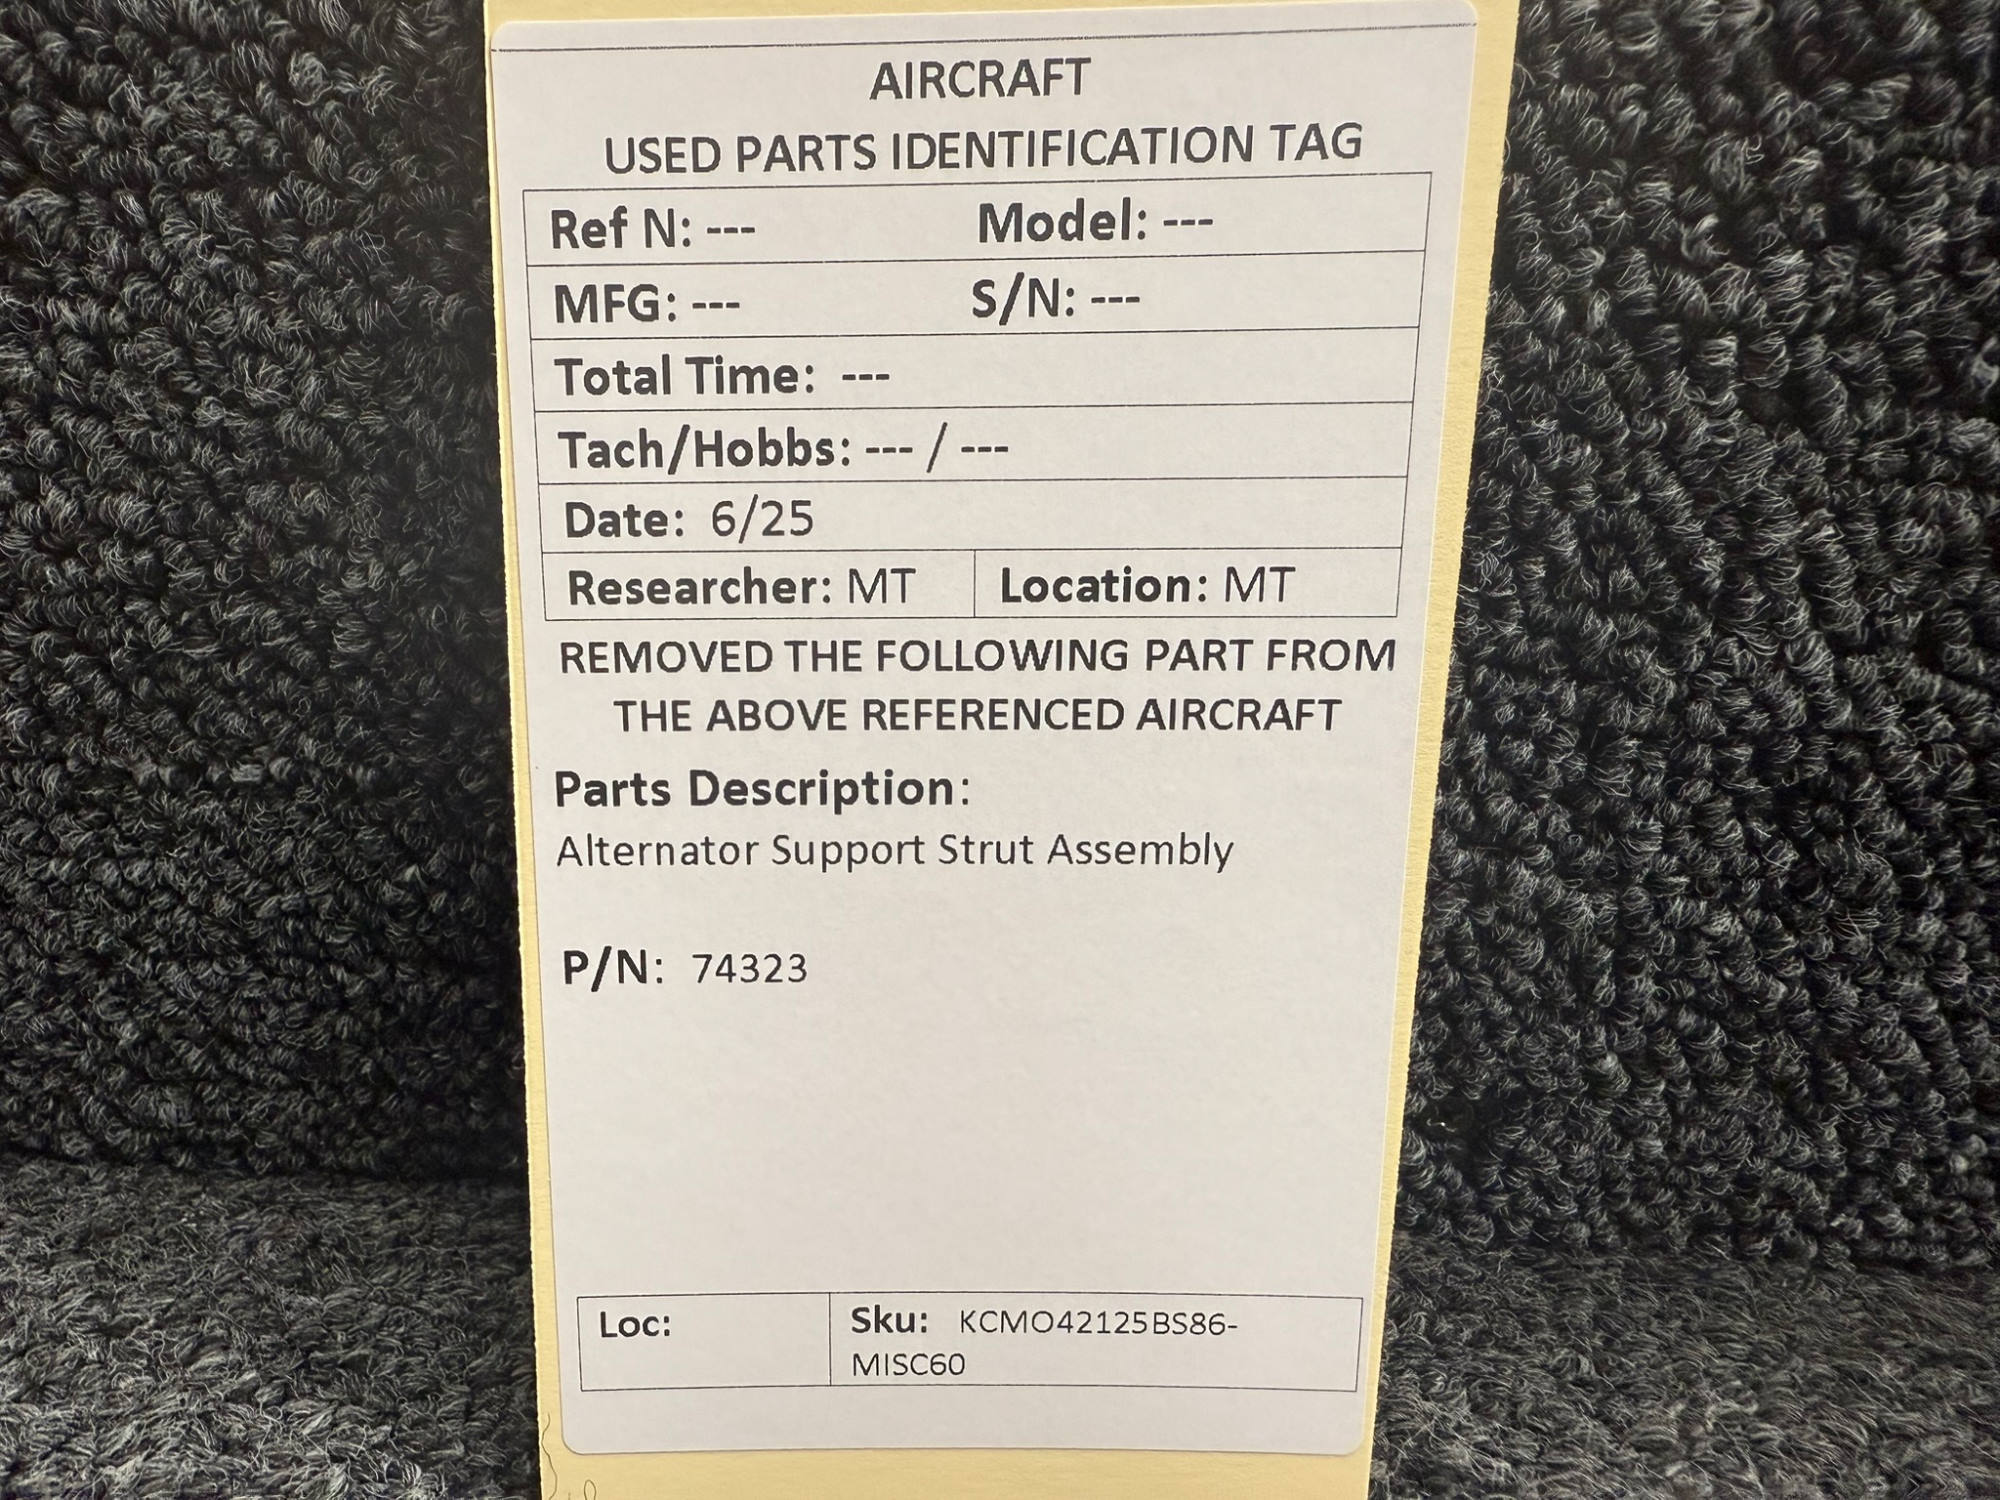 AIRCRAFT
USED PARTS IDENTIFICATION TAG
Ref N: --- Model: ---
MFG: --- S/N: ---
Total Time: ---
Tach/Hobbs: --- / ---
Date: 6/25
Researcher: MT Location: MT
REMOVED THE FOLLOWING PART FROM
THE ABOVE REFERENCED AIRCRAFT
Parts Description:
Alternator Support Strut Assembly
P/N: 74323
Loc: Sku: KCMO42125BS86-
MISC60